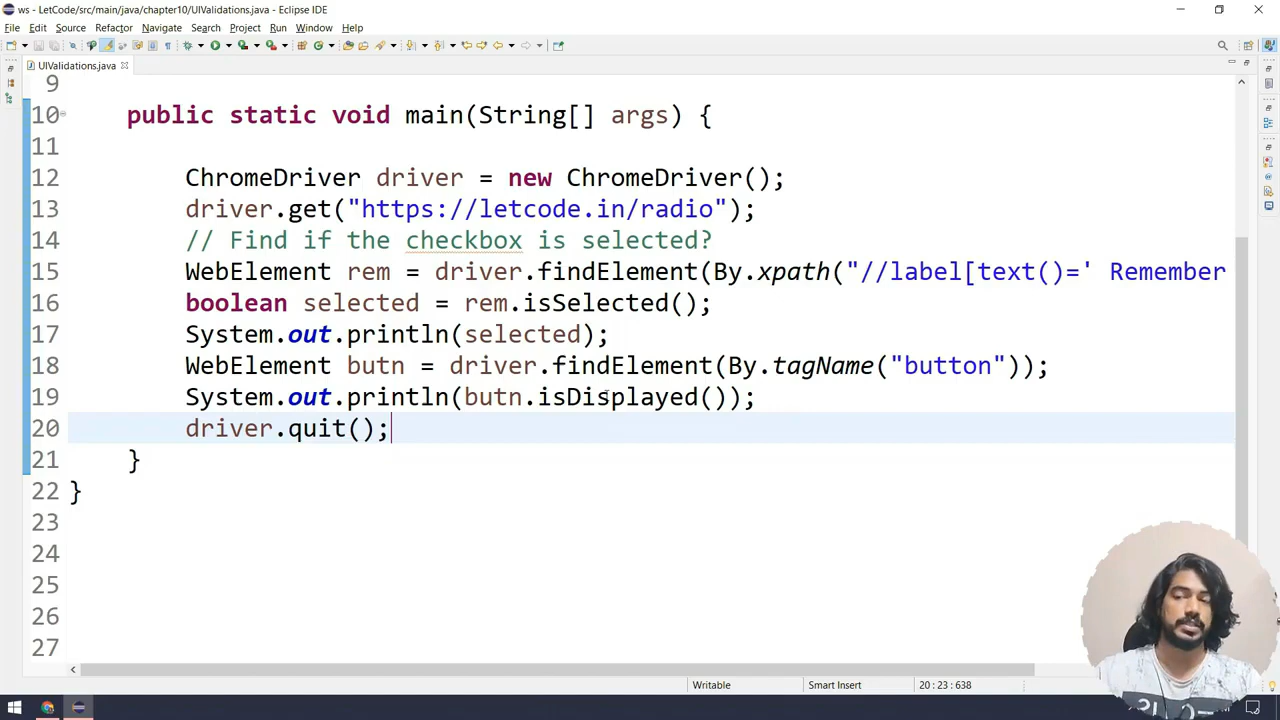 ws - LetCode/src/main/java/chapter10/UIValidations.java - Eclipse IDE
File Edit Source Refactor Navigate Search Project Run Window Help
UIValidations.java
9
10 public static void main(String[] args) {
11
12 ChromeDriver driver = new ChromeDriver();
13 driver.get("https://letcode.in/radio");
14 // Find if the checkbox is selected?
15 WebElement rem = driver.findElement(By.xpath("//label[text()=' Remember
16 boolean selected = rem.isSelected();
17 System.out.println(selected);
18 WebElement butn = driver.findElement(By.tagName("button"));
19 System.out.println(butn.isDisplayed());
20 driver.quit();
21 }
22 }
23
24
25
26
27
Writable Smart Insert 20 : 23 : 638